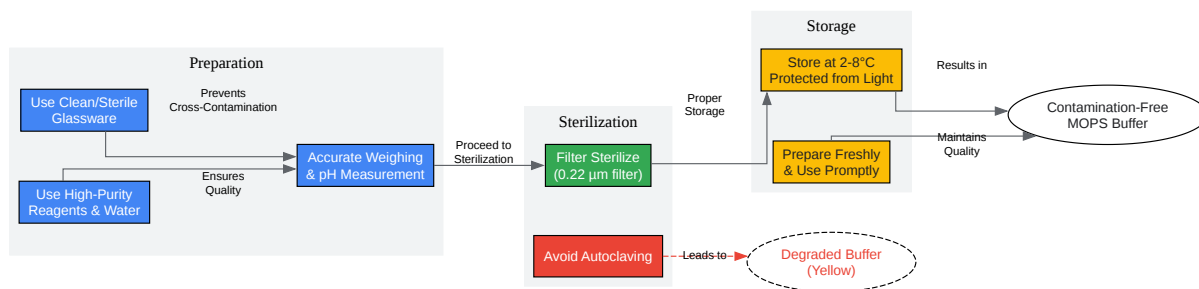 Preparation
Use Clean/Sterile
Glassware
Prevents
Cross-Contamination
Use High-Purity
Reagents & Water
Ensures
Quality
Accurate Weighing
& pH Measurement
Proceed to
Sterilization
Sterilization
Filter Sterilize
(0.22 µm filter)
Avoid Autoclaving
Leads to
Degraded Buffer
(Yellow)
Proper
Storage
Storage
Store at 2-8°C
Protected from Light
Prepare Freshly
& Use Promptly
Results in
Maintains
Quality
Contamination-Free
MOPS Buffer